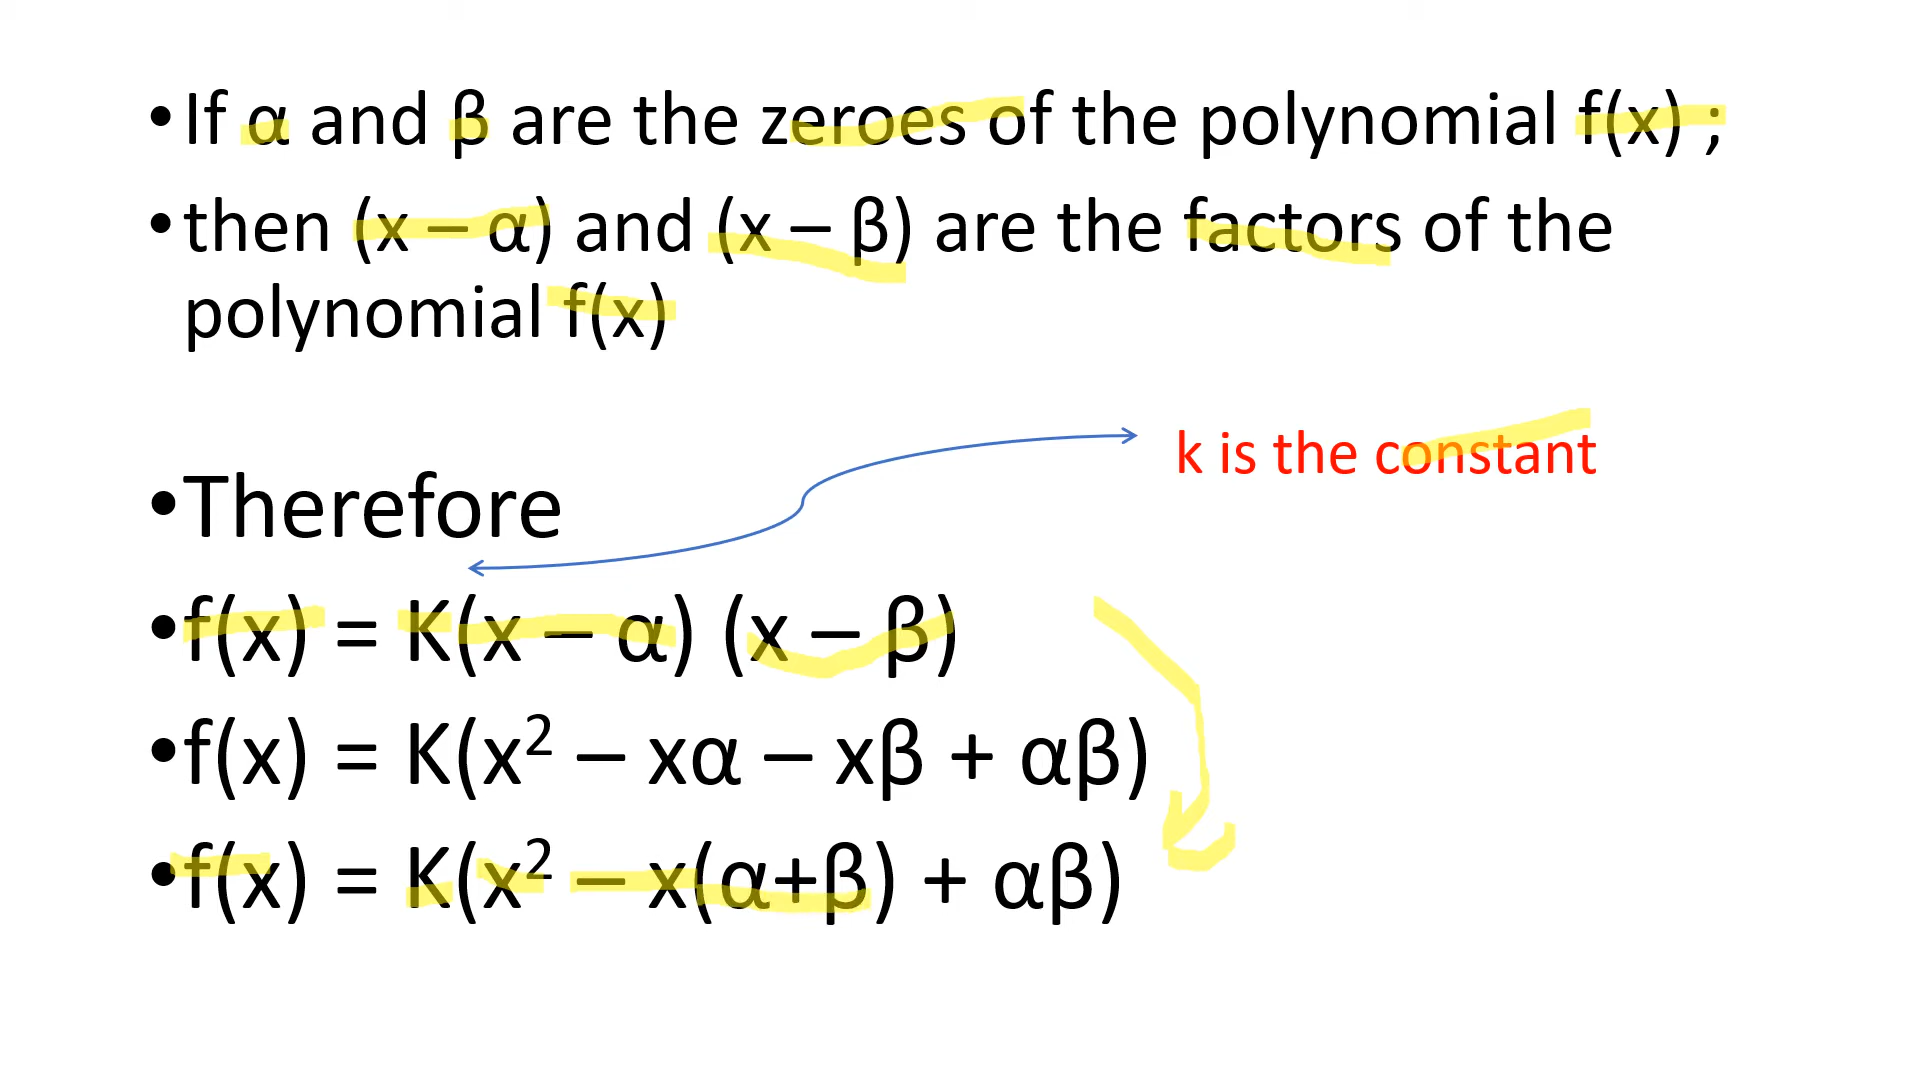 •If α and β are the zeroes of the polynomial f(x) ;
•then (x – α) and (x – β) are the factors of the
polynomial f(x)
k is the constant
•Therefore
•f(x) = K(x – α) (x – β)
•f(x) = K(x² – xα – xβ + αβ)
•f(x) = K(x² – x(α+β) + αβ)